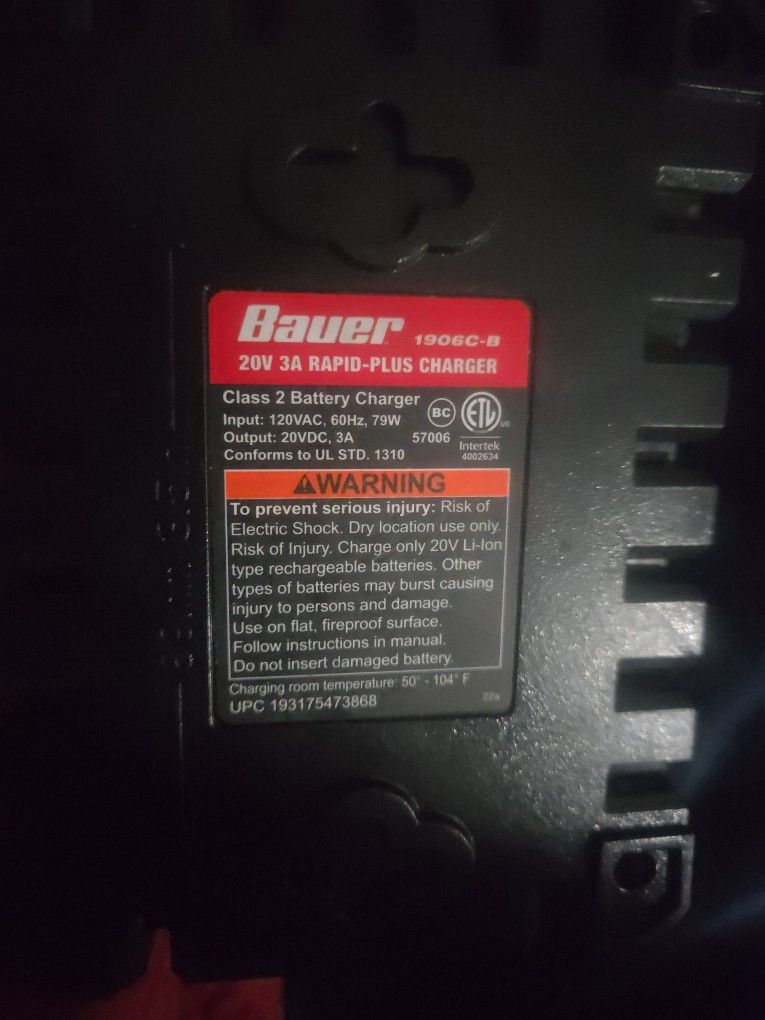 Bauer 1906C-B
20V 3A RAPID-PLUS CHARGER
Class 2 Battery Charger
Input: 120VAC, 60Hz, 79W
Output: 20VDC, 3A
Conforms to UL STD. 1310
BC
ETL
us
57006
Intertek
4002634
WARNING
To prevent serious injury: Risk of
Electric Shock. Dry location use only.
Risk of Injury. Charge only 20V Li-Ion
type rechargeable batteries. Other
types of batteries may burst causing
injury to persons and damage.
Use on flat, fireproof surface.
Follow instructions in manual.
Do not insert damaged battery.
Charging room temperature: 50° - 104° F
UPC 193175473868